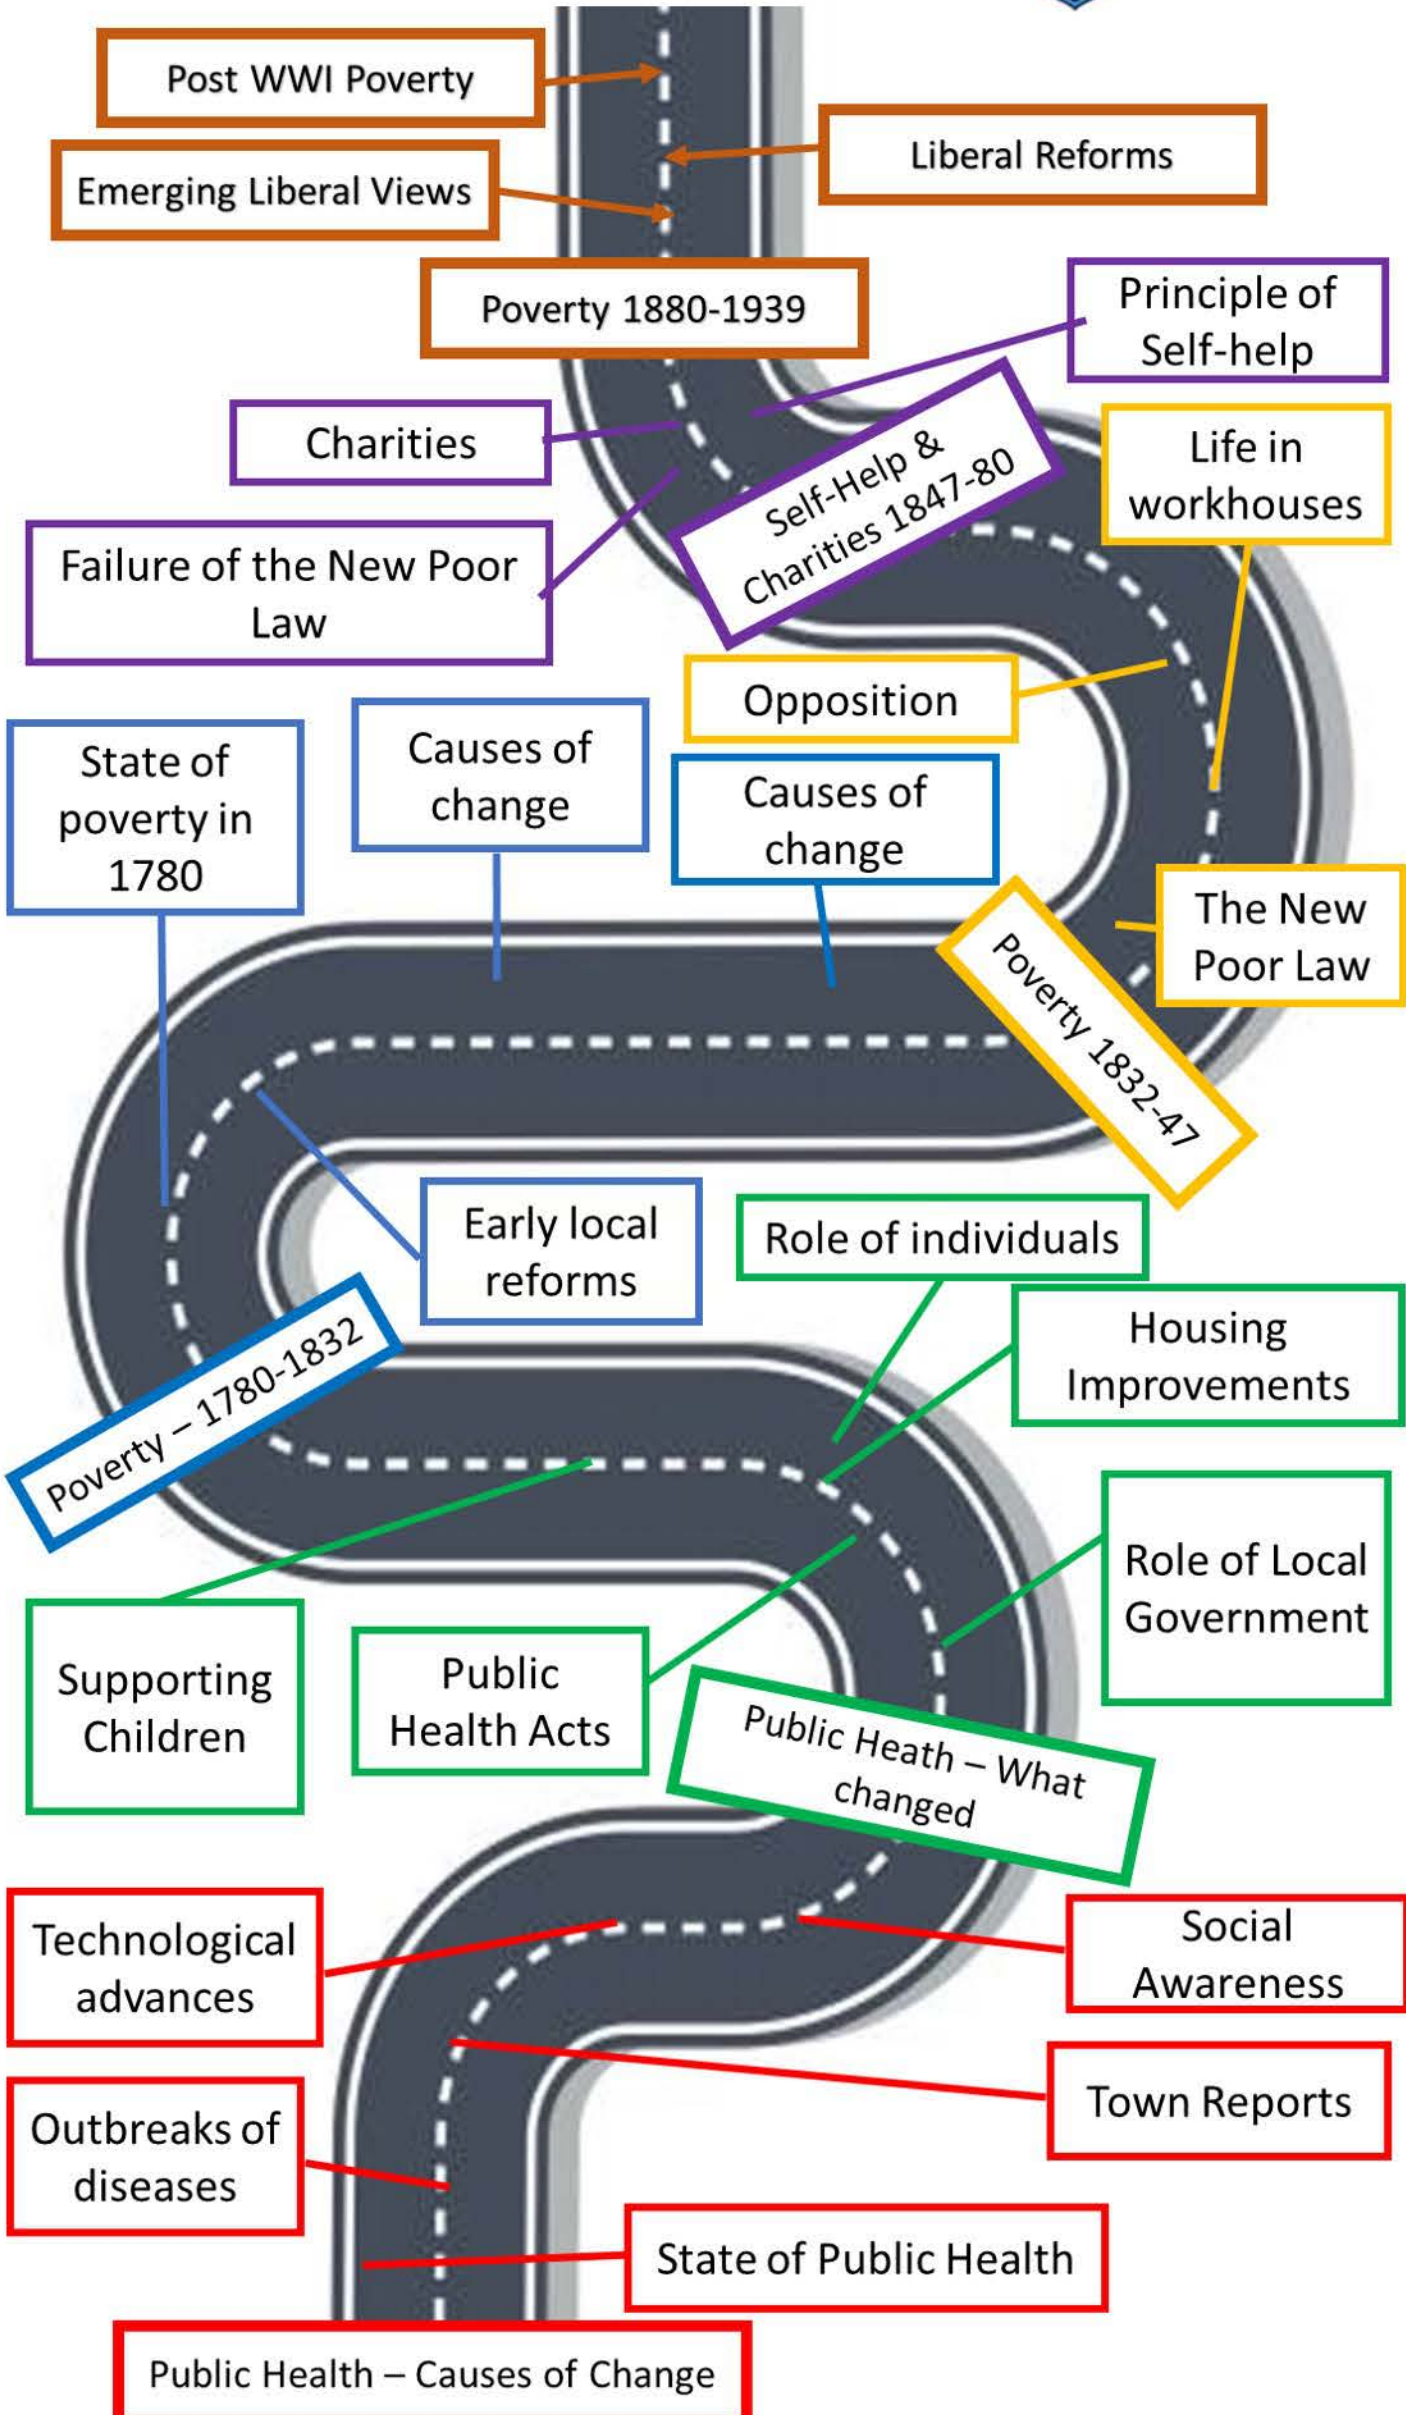 Post WWI Poverty
Liberal Reforms
Emerging Liberal Views
Poverty 1880-1939
Principle of
Self-help
Charities
Self-Help &
Charities 1847-80
Life in
workhouses
Failure of the New Poor
Law
Opposition
State of
poverty in
1780
Causes of
change
Causes of
change
The New
Poor Law
Poverty 1832-47
Early local
reforms
Role of individuals
Housing
Improvements
Poverty – 1780-1832
Role of Local
Government
Supporting
Children
Public
Health Acts
Public Heath – What
changed
Technological
advances
Social
Awareness
Town Reports
Outbreaks of
diseases
State of Public Health
Public Health – Causes of Change